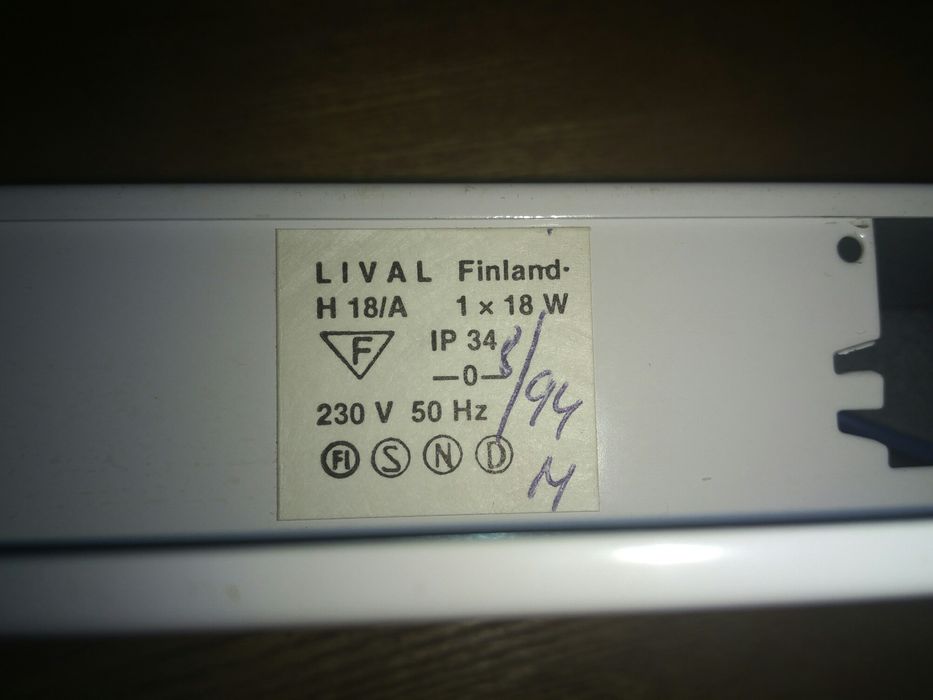 LIVAL Finland
H 18/A 1 x 18 W
F IP 34
—0—
230 V 50 Hz
FI S N D
8/94
M